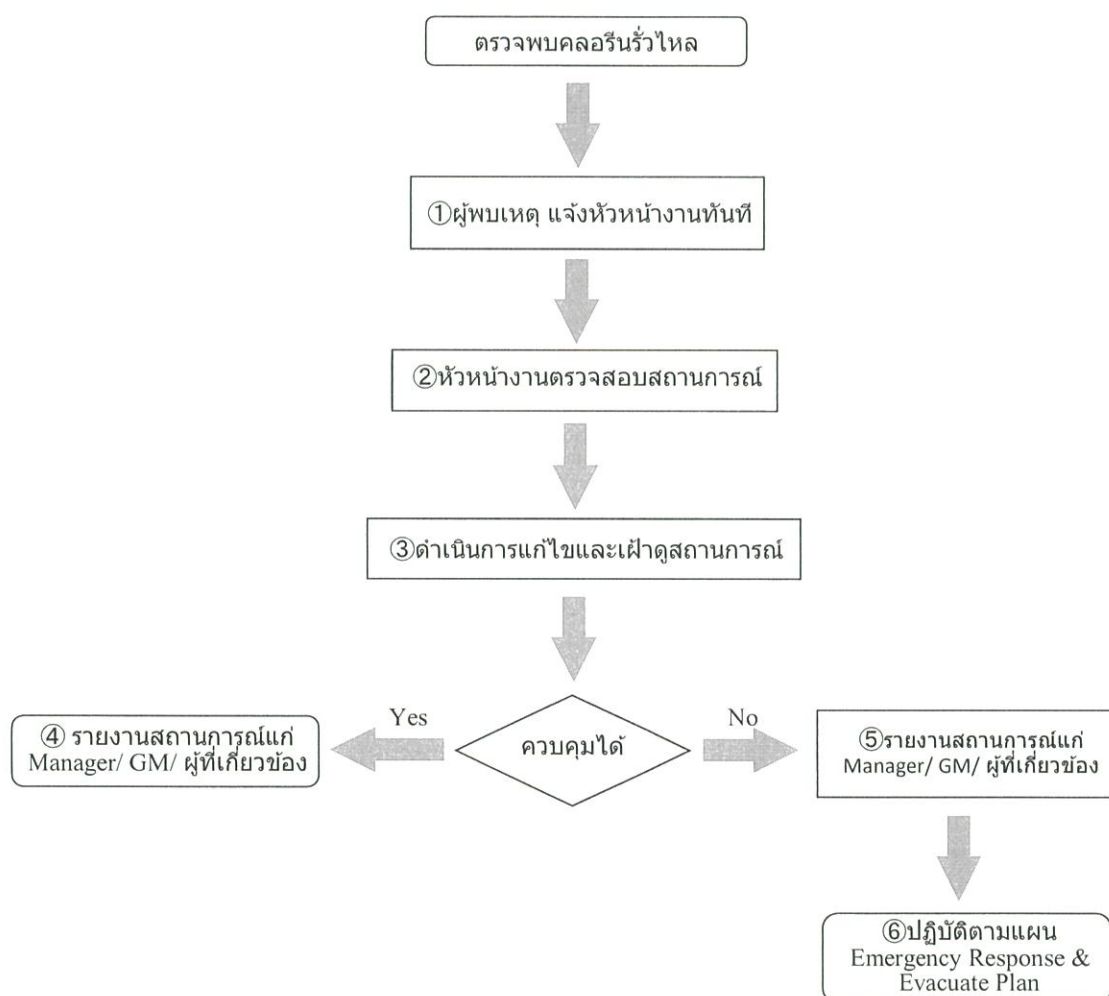 ตรวจพบคลอรีนรั่วไหล
①ผู้พบเหตุ แจ้งหัวหน้างานทันที
②หัวหน้างานตรวจสอบสถานการณ์
③ดำเนินการแก้ไขและเฝ้าดูสถานการณ์
Yes
ควบคุมได้
No
④ รายงานสถานการณ์แก่
Manager/ GM/ ผู้ที่เกี่ยวข้อง
⑤รายงานสถานการณ์แก่
Manager/ GM/ ผู้ที่เกี่ยวข้อง
⑥ปฏิบัติตามแผน
Emergency Response &
Evacuate Plan